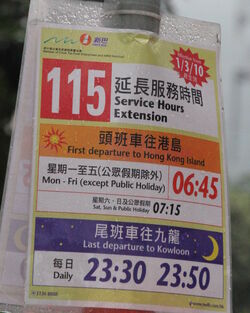 新巴
1/3/10
115
延長服務時間
Service Hours
Extension
頭班車往港島
First departure to Hong Kong Island
星期一至五(公眾假期除外)
Mon - Fri (except Public Holiday)
06:45
星期六、日及公眾假期
Sat, Sun & Public Holiday
07:15
尾班車往九龍
Last departure to Kowloon
每日
Daily
23:30 23:50